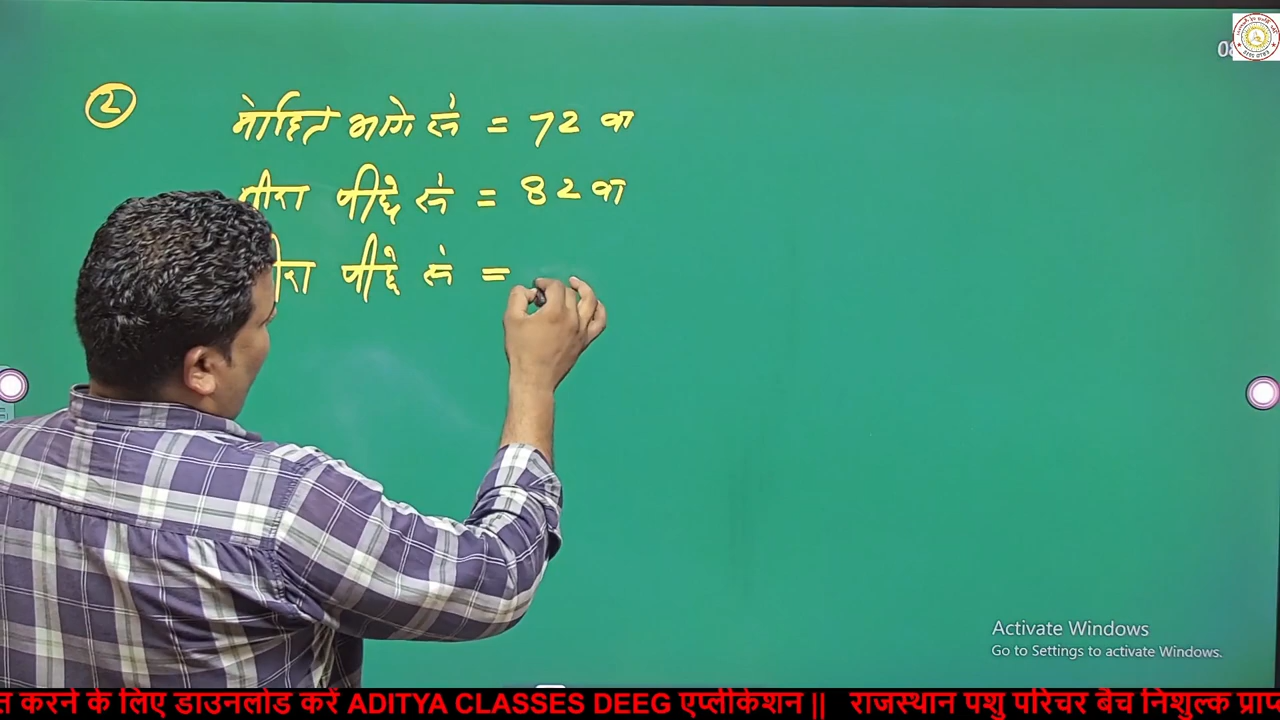 2
मोहित आगे से = 72 वा
पीछे से = 82 वा
पीछे से =
Activate Windows
Go to Settings to activate Windows.
करने के लिए डाउनलोड करें ADITYA CLASSES DEEG एप्लीकेशन || राजस्थान पशु परिचर बैच निशुल्क